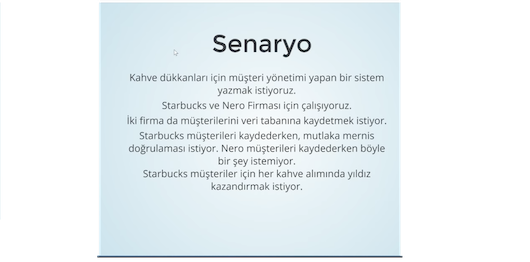 Senaryo
Kahve dükkanları için müşteri yönetimi yapan bir sistem
yazmak istiyoruz.
Starbucks ve Nero Firması için çalışıyoruz.
İki firma da müşterilerini veri tabanına kaydetmek istiyor.
Starbucks müşterileri kaydederken, mutlaka mernis
doğrulaması istiyor. Nero müşterileri kaydederken böyle
bir şey istemiyor.
Starbucks müşteriler için her kahve alımında yıldız
kazandırmak istiyor.